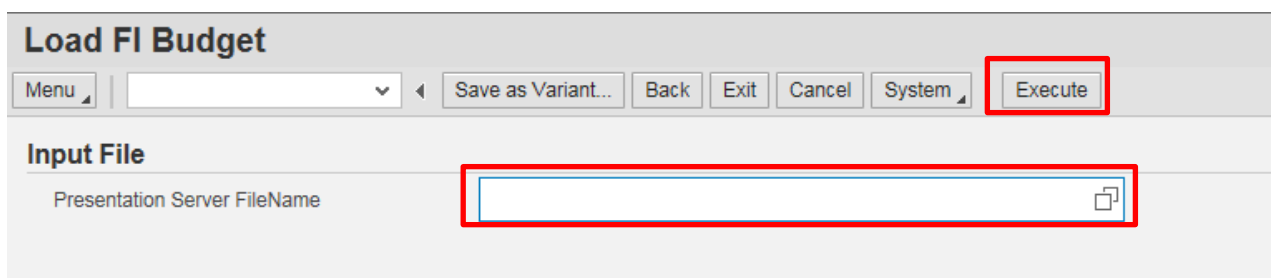 Load FI Budget
Menu Save as Variant... Back Exit Cancel System Execute
Input File
Presentation Server FileName